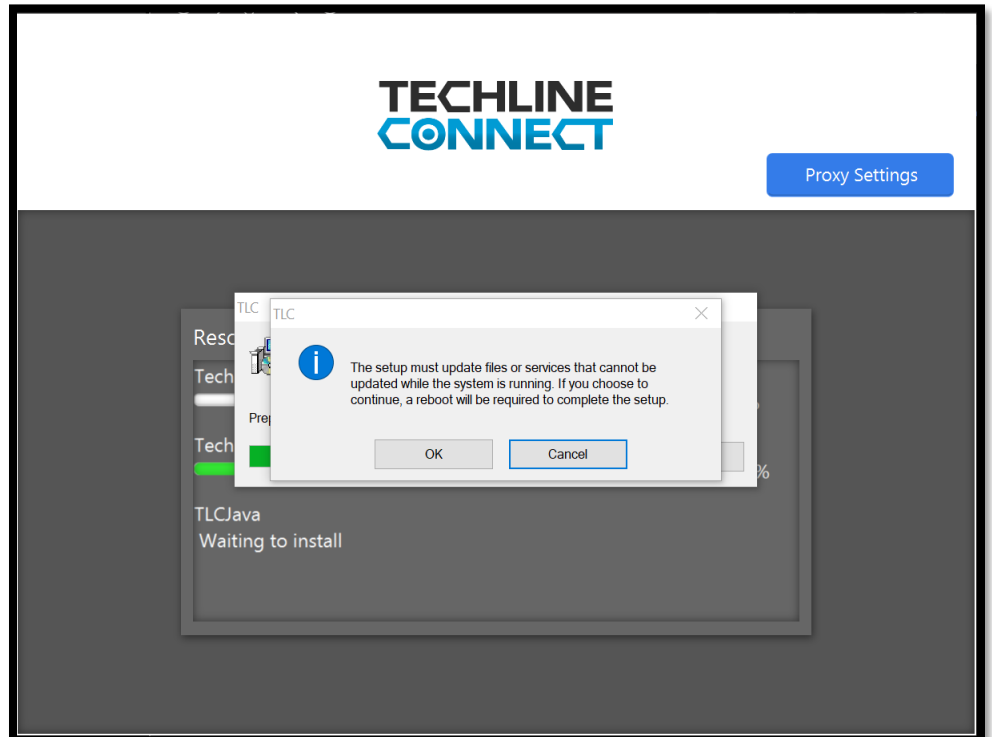 TECHLINE
CONNECT
Proxy Settings
TLC
TLC
The setup must update files or services that cannot be
updated while the system is running. If you choose to
continue, a reboot will be required to complete the setup.
OK
Cancel
Tech
Tech
%
TLCJava
Waiting to install